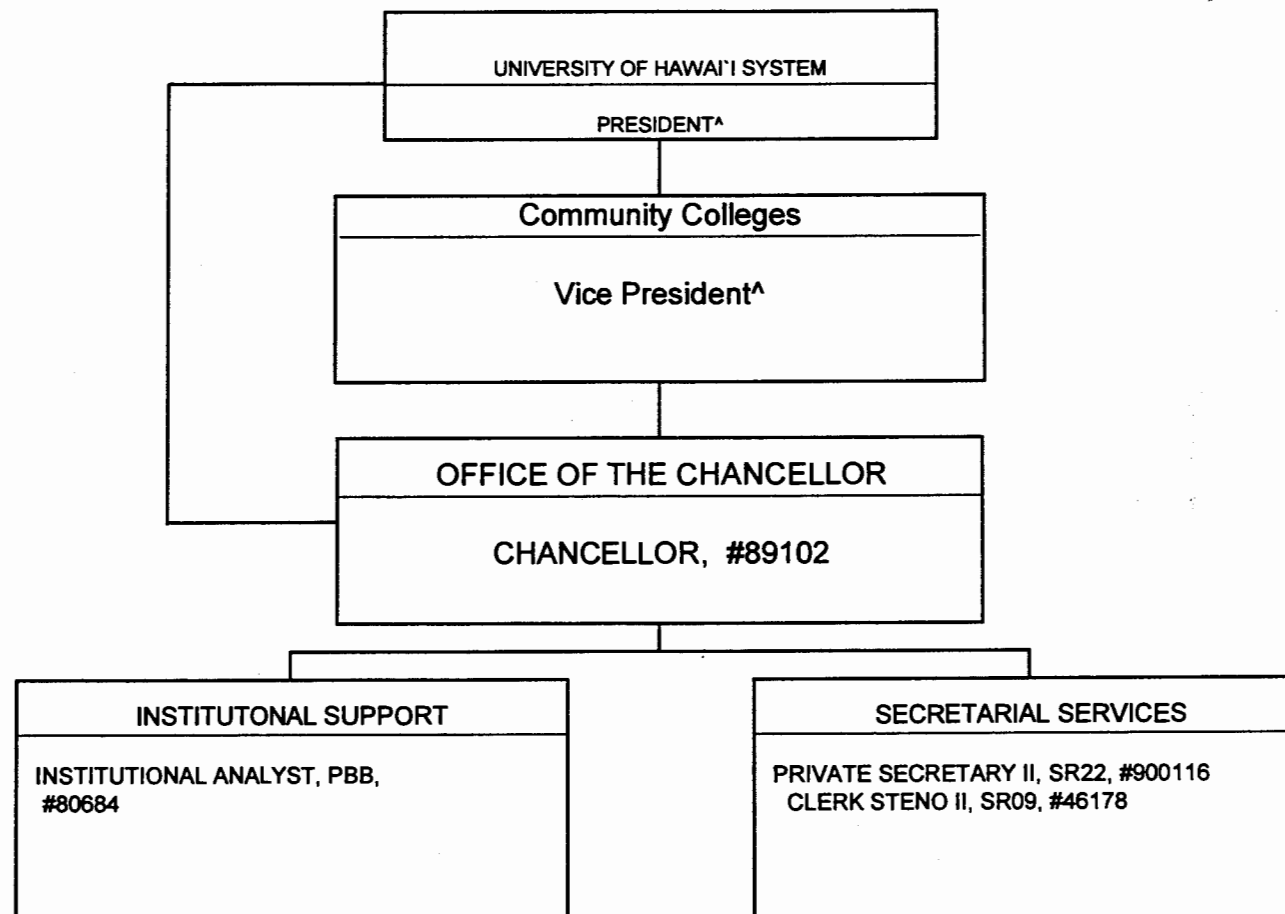 UNIVERSITY OF HAWAI`I SYSTEM
PRESIDENT^
Community Colleges
Vice President^
OFFICE OF THE CHANCELLOR
CHANCELLOR, #89102
INSTITUTONAL SUPPORT
INSTITUTIONAL ANALYST, PBB,
#80684
SECRETARIAL SERVICES
PRIVATE SECRETARY II, SR22, #900116
CLERK STENO II, SR09, #46178